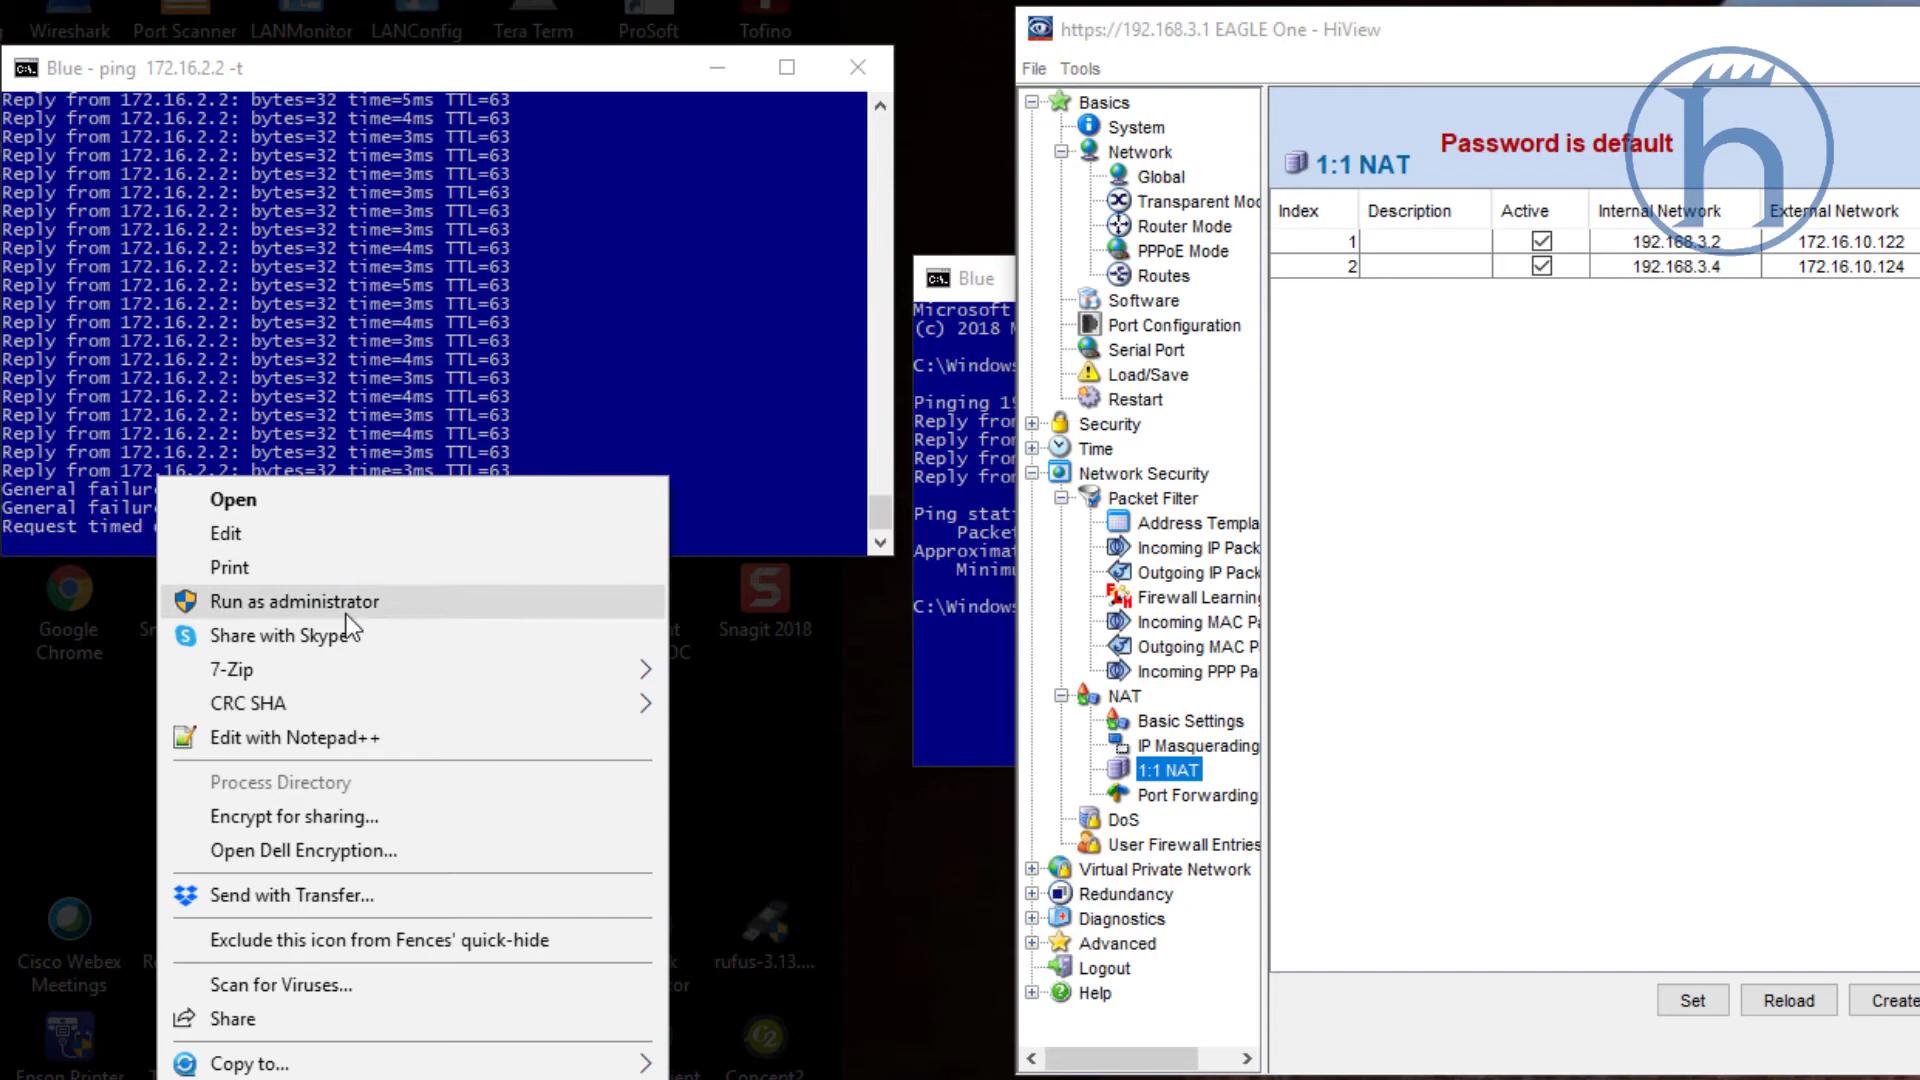 Wireshark
Port Scanner
LANMonitor
LANConfig
Tera Term
ProSoft
Tofino
Blue - ping 172.16.2.2 -t
Reply from 172.16.2.2: bytes=32 time=5ms TTL=63
Reply from 172.16.2.2: bytes=32 time=4ms TTL=63
Reply from 172.16.2.2: bytes=32 time=3ms TTL=63
Reply from 172.16.2.2: bytes=32 time=3ms TTL=63
Reply from 172.16.2.2: bytes=32 time=3ms TTL=63
Reply from 172.16.2.2: bytes=32 time=3ms TTL=63
Reply from 172.16.2.2: bytes=32 time=3ms TTL=63
Reply from 172.16.2.2: bytes=32 time=3ms TTL=63
Reply from 172.16.2.2: bytes=32 time=4ms TTL=63
Reply from 172.16.2.2: bytes=32 time=3ms TTL=63
Reply from 172.16.2.2: bytes=32 time=5ms TTL=63
Reply from 172.16.2.2: bytes=32 time=3ms TTL=63
Reply from 172.16.2.2: bytes=32 time=4ms TTL=63
Reply from 172.16.2.2: bytes=32 time=3ms TTL=63
Reply from 172.16.2.2: bytes=32 time=4ms TTL=63
Reply from 172.16.2.2: bytes=32 time=3ms TTL=63
Reply from 172.16.2.2: bytes=32 time=4ms TTL=63
Reply from 172.16.2.2: bytes=32 time=3ms TTL=63
Reply from 172.16.2.2: bytes=32 time=4ms TTL=63
Reply from 172.16.2.2: bytes=32 time=3ms TTL=63
Reply from 172.16.2.2: bytes=32 time=3ms TTL=63
General failur
General failur
Request timed
Open
Edit
Print
Run as administrator
Share with Skype
7-Zip
CRC SHA
Edit with Notepad++
Process Directory
Encrypt for sharing...
Open Dell Encryption...
Send with Transfer...
Exclude this icon from Fences' quick-hide
Scan for Viruses...
Share
Copy to...
Google
Chrome
Snagit 2018
Cisco Webex
Meetings
rufus-3.13....
Epson Printer
Concept2
Blue
Microsoft
(c) 2018
C:\Windows
Pinging 19
Reply from
Reply from
Reply from
Reply from
Ping stati
Packet
Approximat
Minimu
C:\Windows
https://192.168.3.1 EAGLE One - HiView
File Tools
Basics
System
Network
Global
Transparent Mod
Router Mode
PPPoE Mode
Routes
Software
Port Configuration
Serial Port
Load/Save
Restart
Security
Time
Network Security
Packet Filter
Address Templa
Incoming IP Pack
Outgoing IP Pack
Firewall Learning
Incoming MAC Pa
Outgoing MAC P
Incoming PPP Pa
NAT
Basic Settings
IP Masquerading
1:1 NAT
Port Forwarding
DoS
User Firewall Entries
Virtual Private Network
Redundancy
Diagnostics
Advanced
Logout
Help
Password is default
1:1 NAT
Index Description Active Internal Network External Network
1 192.168.3.2 172.16.10.122
2 192.168.3.4 172.16.10.124
Set
Reload
Create
h